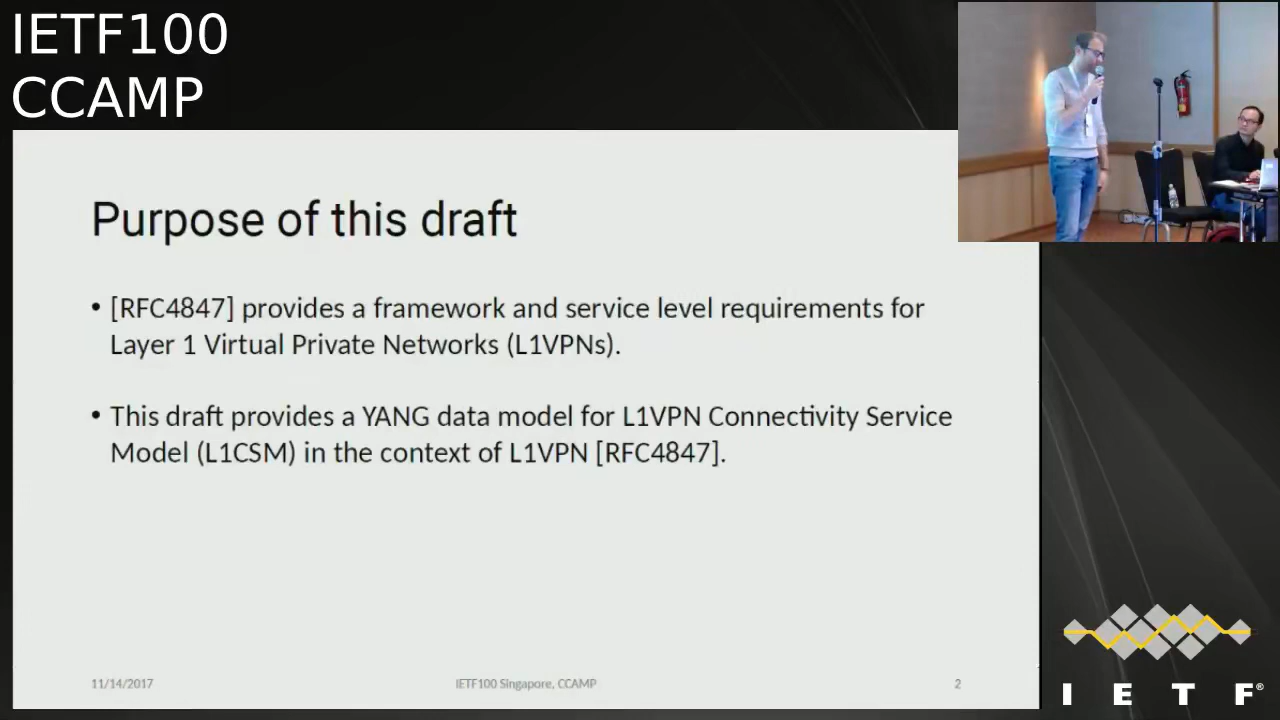 IETF100
CCAMP
Purpose of this draft
• [RFC4847] provides a framework and service level requirements for
Layer 1 Virtual Private Networks (L1VPNs).
• This draft provides a YANG data model for L1VPN Connectivity Service
Model (L1CSM) in the context of L1VPN [RFC4847].
11/14/2017
IETF100 Singapore, CCAMP
2
I E T F®